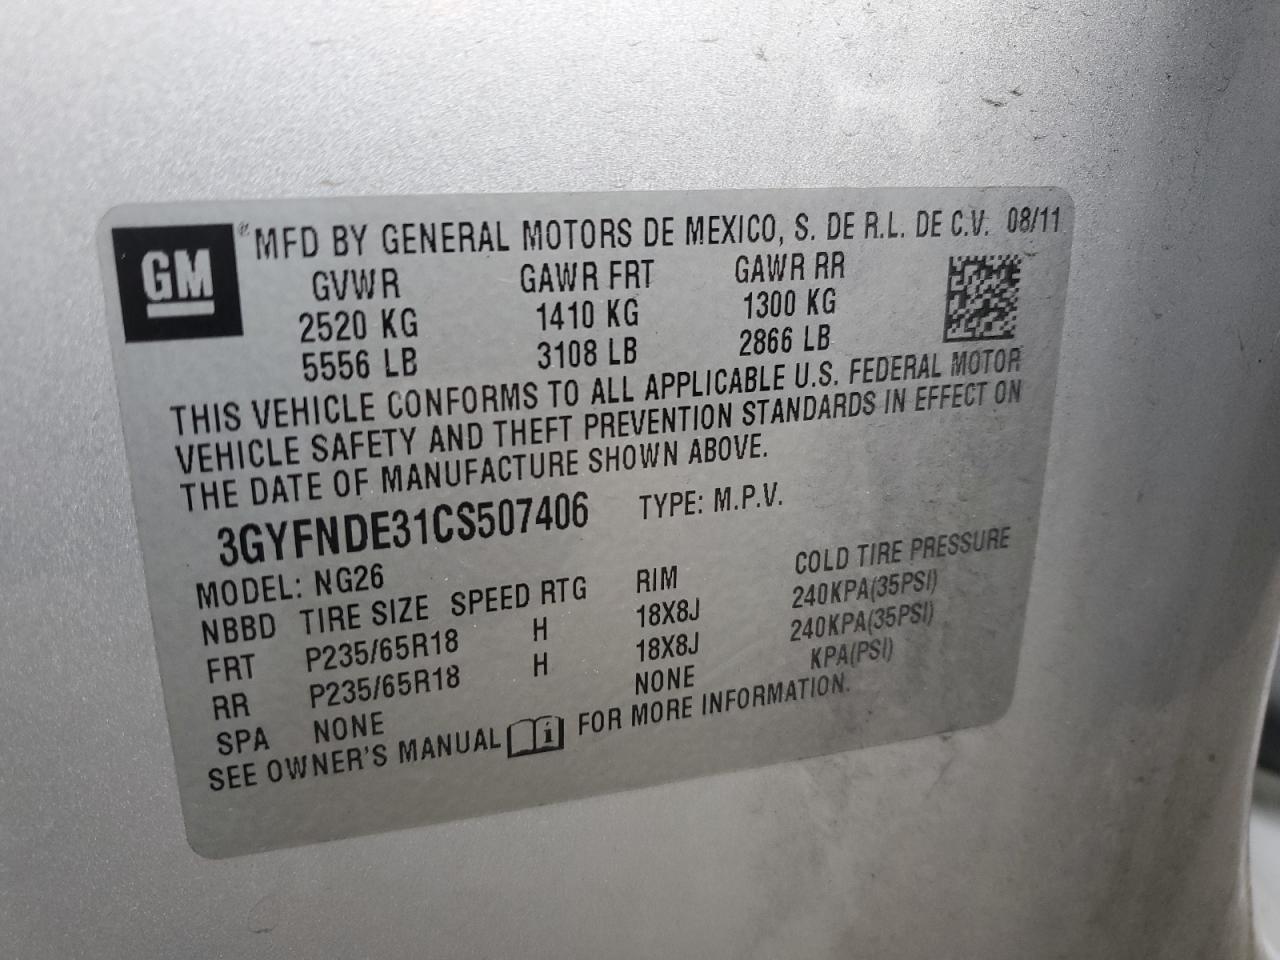 GM ® MFD BY GENERAL MOTORS DE MEXICO, S. DE R.L. DE C.V. 08/11
GVWR GAWR FRT GAWR RR
2520 KG 1410 KG 1300 KG
5556 LB 3108 LB 2866 LB
THIS VEHICLE CONFORMS TO ALL APPLICABLE U.S. FEDERAL MOTOR
VEHICLE SAFETY AND THEFT PREVENTION STANDARDS IN EFFECT ON
THE DATE OF MANUFACTURE SHOWN ABOVE.
3GYFNDE31CS507406 TYPE: M.P.V.
MODEL: NG26
NBBD TIRE SIZE SPEED RTG RIM COLD TIRE PRESSURE
FRT P235/65R18 H 18X8J 240KPA(35PSI)
RR P235/65R18 H 18X8J 240KPA(35PSI)
SPA NONE NONE KPA(PSI)
SEE OWNER'S MANUAL i FOR MORE INFORMATION.